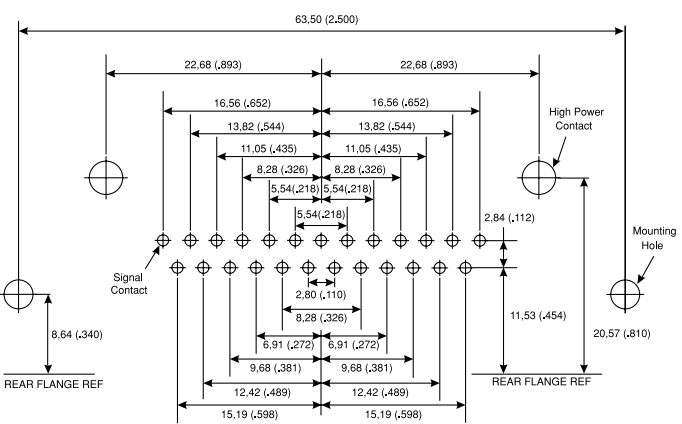 63,50 (2.500)
22,68 (.893) 22,68 (.893)
16,56 (.652) 16,56 (.652)
High Power
Contact
13,82 (.544) 13,82 (.544)
11,05 (.435) 11,05 (.435)
8,28 (.326) 8,28 (.326)
5,54(.218) 5,54(.218)
5,54(.218)
2,84 (.112)
Mounting
Hole
Signal
Contact
2,80 (.110)
8,28 (.326)
11,53 (.454)
8,64 (.340)
6,91 (.272) 6,91 (.272)
20,57 (.810)
9,68 (.381) 9,68 (.381)
REAR FLANGE REF REAR FLANGE REF
12,42 (.489) 12,42 (.489)
15,19 (.598) 15,19 (.598)